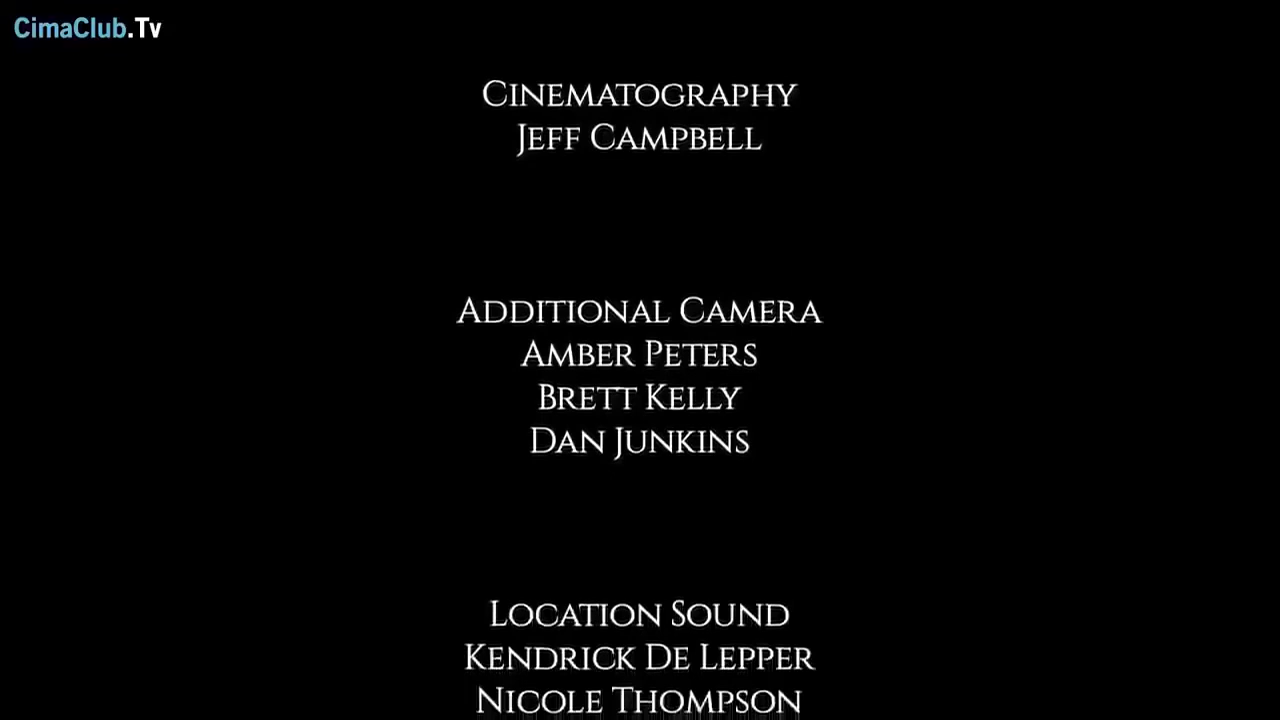 CimaClub.Tv
Cinematography
Jeff Campbell
Additional Camera
Amber Peters
Brett Kelly
Dan Junkins
Location Sound
Kendrick De Lepper
Nicole Thompson